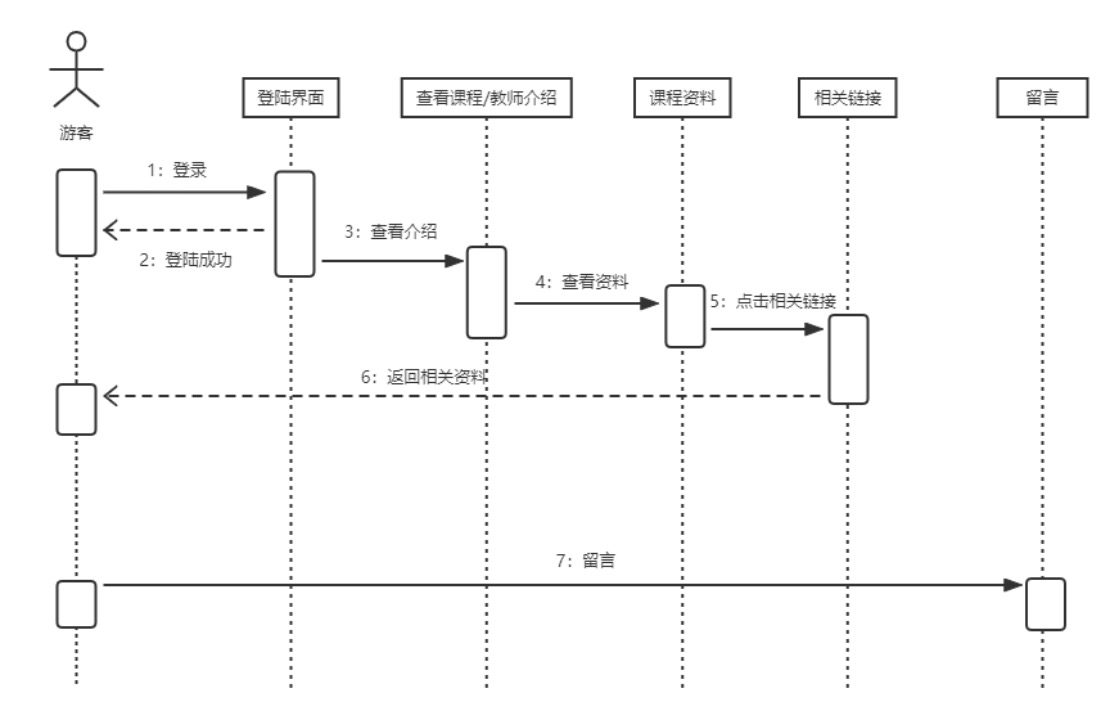 登陆界面
查看课程/教师介绍
课程资料
相关链接
留言
游客
1：登录
2：登陆成功
3：查看介绍
4：查看资料
5：点击相关链接
6：返回相关资料
7：留言